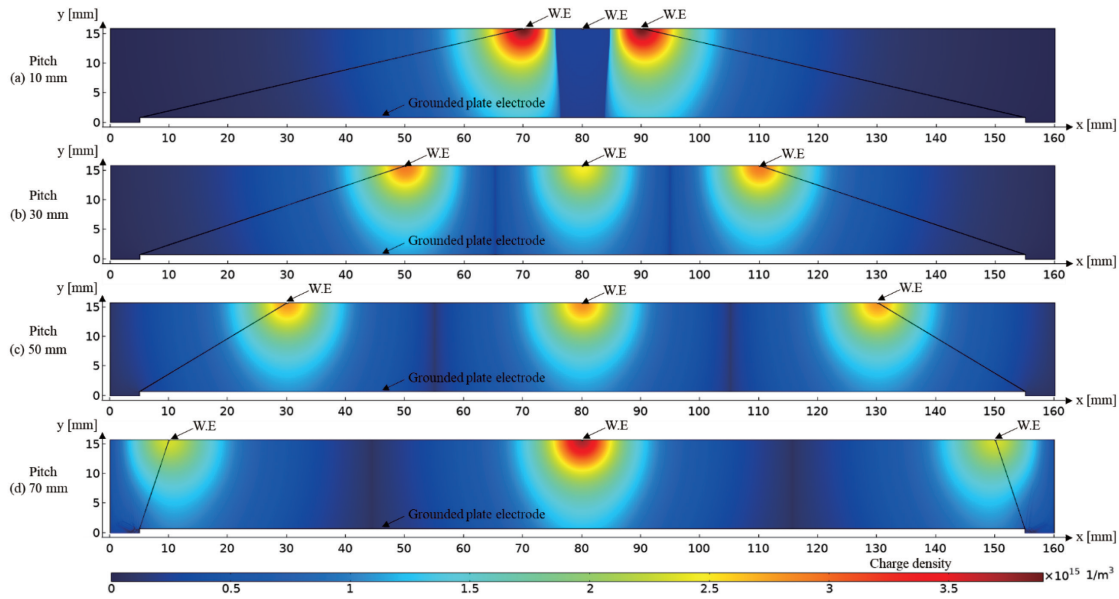 y [mm]
W.E W.E W.E
15
Pitch
10
(a) 10 mm
5
Grounded plate electrode
0
x [mm]
0 10 20 30 40 50 60 70 80 90 100 110 120 130 140 150 160
y [mm]
W.E W.E W.E
15
Pitch
10
(b) 30 mm
5
Grounded plate electrode
0
x [mm]
0 10 20 30 40 50 60 70 80 90 100 110 120 130 140 150 160
y [mm]
W.E W.E W.E
15
Pitch
10
(c) 50 mm
5
Grounded plate electrode
0
x [mm]
0 10 20 30 40 50 60 70 80 90 100 110 120 130 140 150 160
y [mm]
W.E W.E W.E
15
Pitch
10
(d) 70 mm
5
Grounded plate electrode
0
x [mm]
0 10 20 30 40 50 60 70 80 90 100 110 120 130 140 150 160
Charge density
×10¹⁵ 1/m³
0 0.5 1 1.5 2 2.5 3 3.5